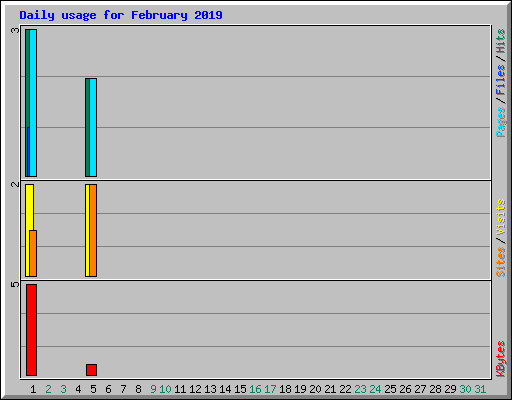 Daily usage for February 2019
3
2
5
Pages/Files/Hits
Sites/Visits
KBytes
1 2 3 4 5 6 7 8 9 10 11 12 13 14 15 16 17 18 19 20 21 22 23 24 25 26 27 28 29 30 31